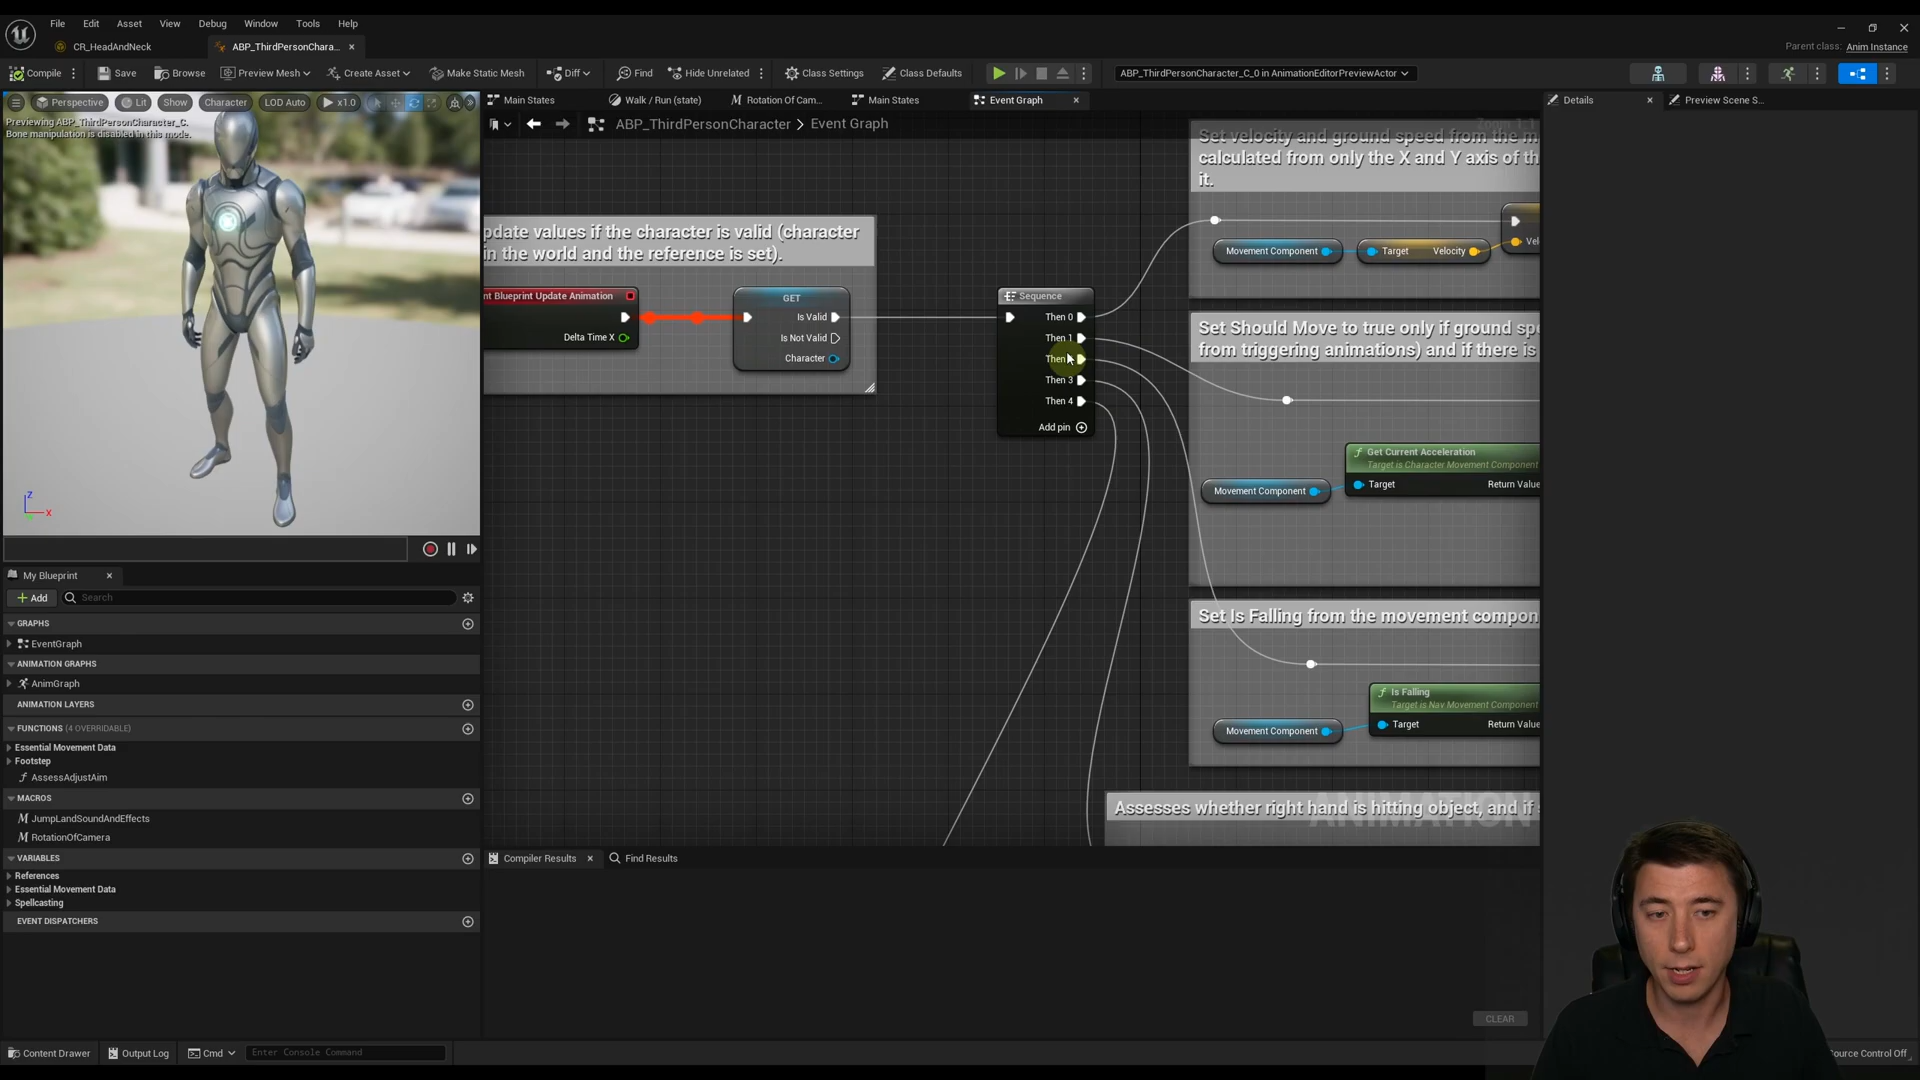 File Edit Asset View Debug Window Tools Help
CR_HeadAndNeck
ABP_ThirdPersonChara...
Parent class: Anim Instance
Compile
Save
Browse
Preview Mesh
Create Asset
Make Static Mesh
Diff
Find
Hide Unrelated
Class Settings
Class Defaults
ABP_ThirdPersonCharacter_C_0 in AnimationEditorPreviewActor
Perspective
Lit
Show
Character
LOD Auto
x1.0
Previewing ABP_ThirdPersonCharacter_C.
Bone manipulation is disabled in this mode.
Z
X
Main States
Walk / Run (state)
Rotation Of Cam...
Main States
Event Graph
ABP_ThirdPersonCharacter > Event Graph
Details
Preview Scene S...
Set velocity and ground speed from the m
calculated from only the X and Y axis of th
it.
Movement Component
Target Velocity
Vel
pdate values if the character is valid (character
in the world and the reference is set).
nt Blueprint Update Animation
Delta Time X
GET
Is Valid
Is Not Valid
Character
Sequence
Then 0
Then 1
Then
Then 3
Then 4
Add pin
Set Should Move to true only if ground spe
from triggering animations) and if there is
Get Current Acceleration
Target is Character Movement Component
Movement Component
Target Return Value
Set Is Falling from the movement compon
Is Falling
Target is Nav Movement Component
Movement Component
Target Return Value
Assesses whether right hand is hitting object, and if
ANIMATION
My Blueprint
Add
Search
GRAPHS
EventGraph
ANIMATION GRAPHS
AnimGraph
ANIMATION LAYERS
FUNCTIONS (4 OVERRIDABLE)
Essential Movement Data
Footstep
AssessAdjustAim
MACROS
JumpLandSoundAndEffects
RotationOfCamera
VARIABLES
References
Essential Movement Data
Spellcasting
EVENT DISPATCHERS
Compiler Results
Find Results
CLEAR
Content Drawer
Output Log
Cmd
Enter Console Command
Source Control Off